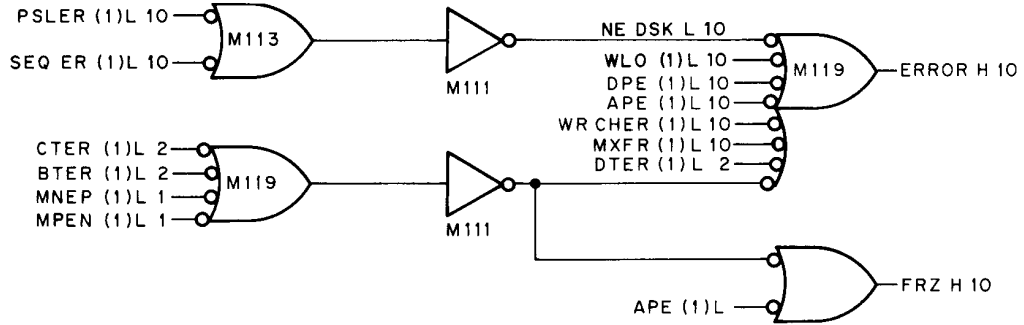 PSLER (1)L 10
SEQ ER (1)L 10
M113
M111
NE DSK L 10
WLO (1)L 10
DPE (1)L 10
APE (1)L 10
WR CHER (1)L 10
MXFR (1)L 10
DTER (1)L 2
M119
ERROR H 10
CTER (1)L 2
BTER (1)L 2
MNEP (1)L 1
MPEN (1)L 1
M119
M111
APE (1)L
FRZ H 10